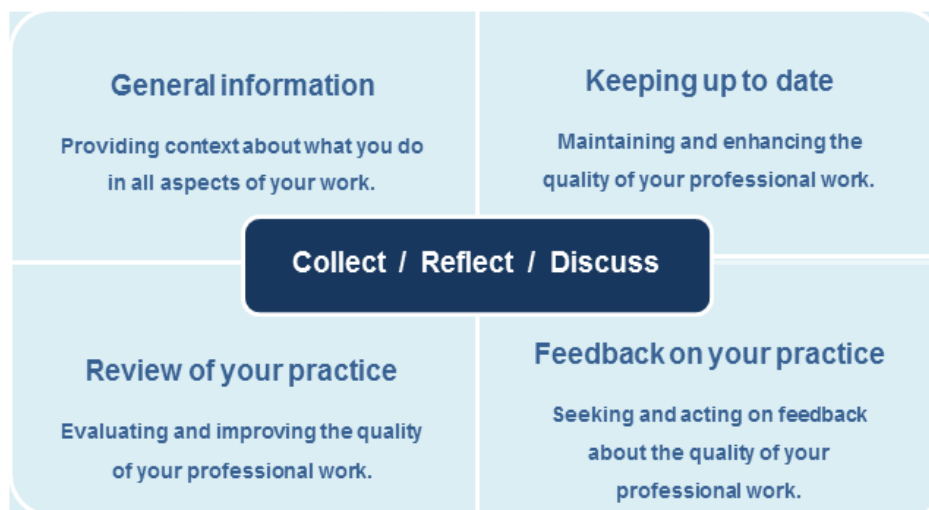 General information
Providing context about what you do
in all aspects of your work.
Keeping up to date
Maintaining and enhancing the
quality of your professional work.
Collect / Reflect / Discuss
Review of your practice
Evaluating and improving the quality
of your professional work.
Feedback on your practice
Seeking and acting on feedback
about the quality of your
professional work.